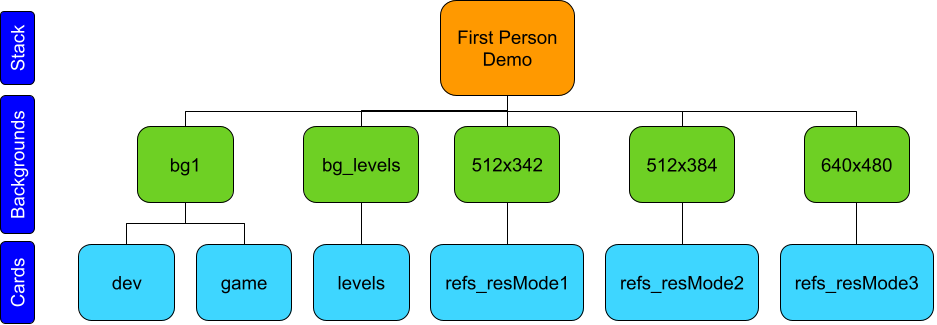 Stack
First Person
Demo
Backgrounds
bg1
bg_levels
512x342
512x384
640x480
Cards
dev
game
levels
refs_resMode1
refs_resMode2
refs_resMode3